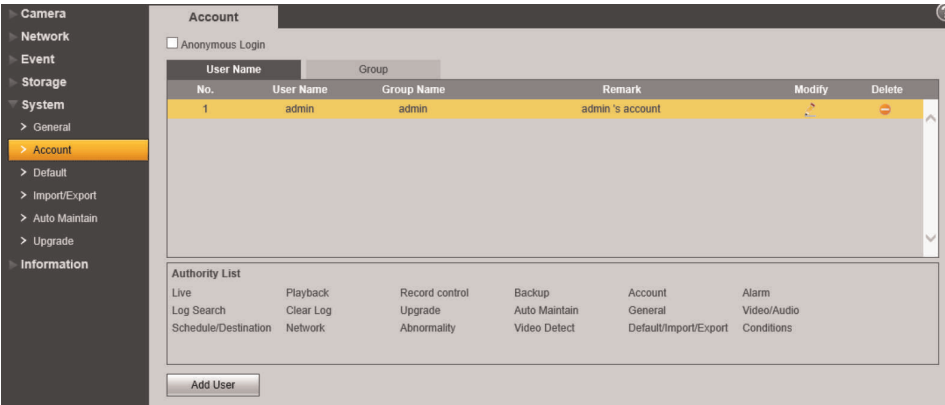 Camera
Network
Event
Storage
System
General
Account
Default
Import/Export
Auto Maintain
Upgrade
Information
Account
Anonymous Login
User Name Group
No. User Name Group Name Remark Modify Delete
1 admin admin admin 's account
Authority List
Live Playback Record control Backup Account Alarm
Log Search Clear Log Upgrade Auto Maintain General Video/Audio
Schedule/Destination Network Abnormality Video Detect Default/Import/Export Conditions
Add User